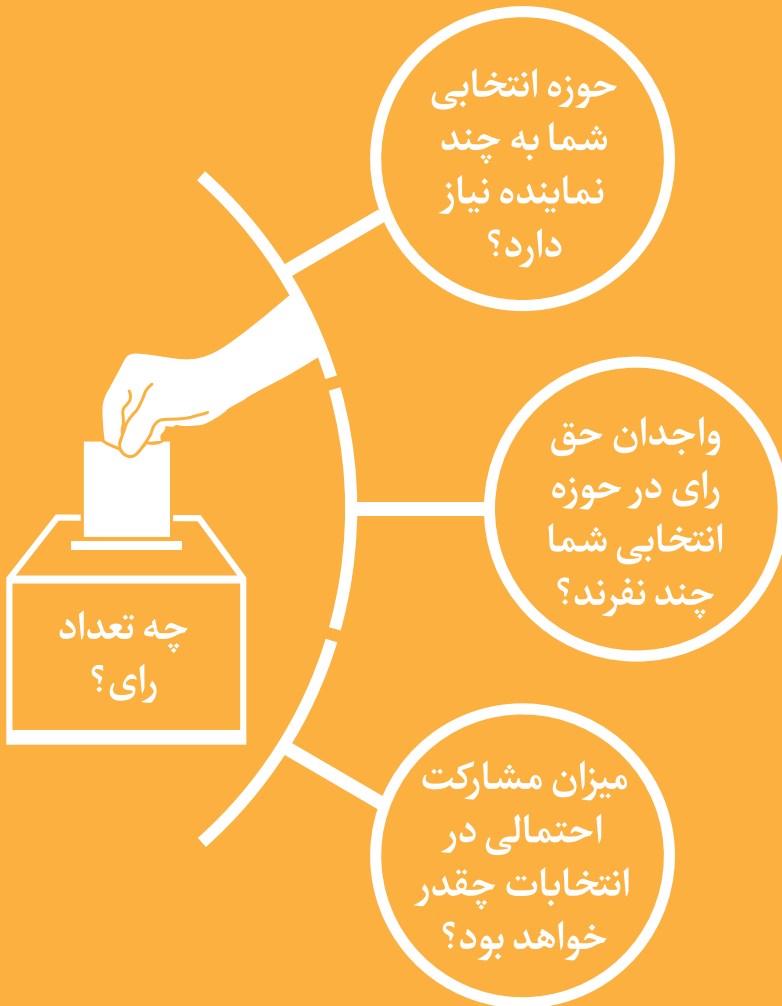 حوزه انتخابی
شما به چند
نماینده نیاز
دارد؟
واجدان حق
رای در حوزه
انتخابی شما
چند نفرند؟
چه تعداد
رای؟
میزان مشارکت
احتمالی در
انتخابات چقدر
خواهد بود؟